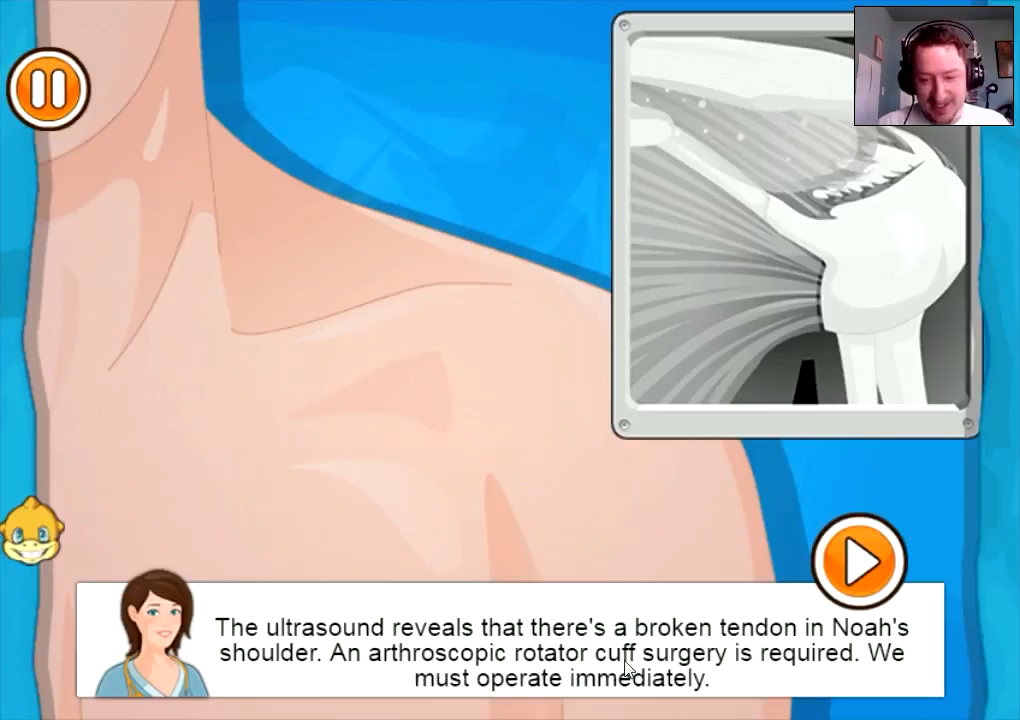 The ultrasound reveals that there's a broken tendon in Noah's
shoulder. An arthroscopic rotator cuff surgery is required. We
must operate immediately.